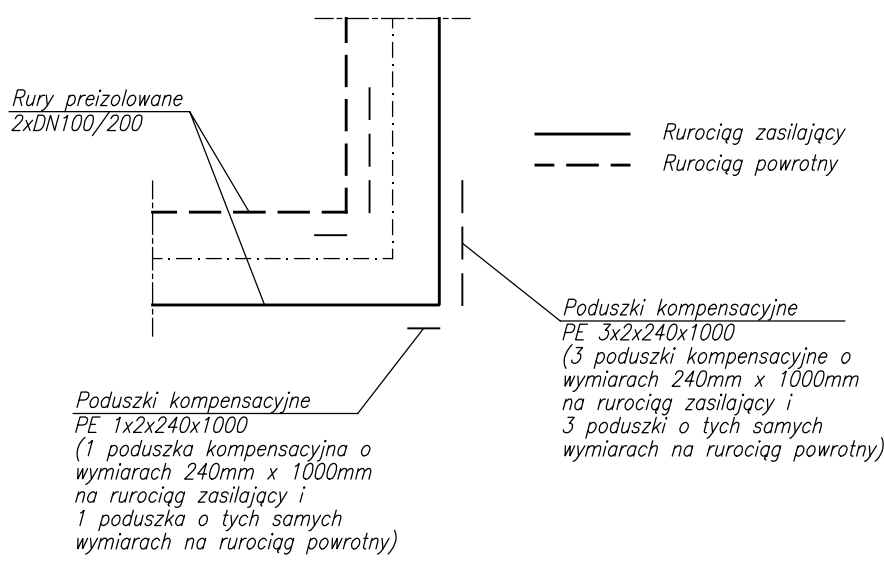 Rury preizolowane
2xDN100/200
Rurociąg zasilający
Rurociąg powrotny
Poduszki kompensacyjne
PE 3x2x240x1000
(3 poduszki kompensacyjne o
wymiarach 240mm x 1000mm
na rurociąg zasilający i
3 poduszki o tych samych
wymiarach na rurociąg powrotny)
Poduszki kompensacyjne
PE 1x2x240x1000
(1 poduszka kompensacyjna o
wymiarach 240mm x 1000mm
na rurociąg zasilający i
1 poduszka o tych samych
wymiarach na rurociąg powrotny)